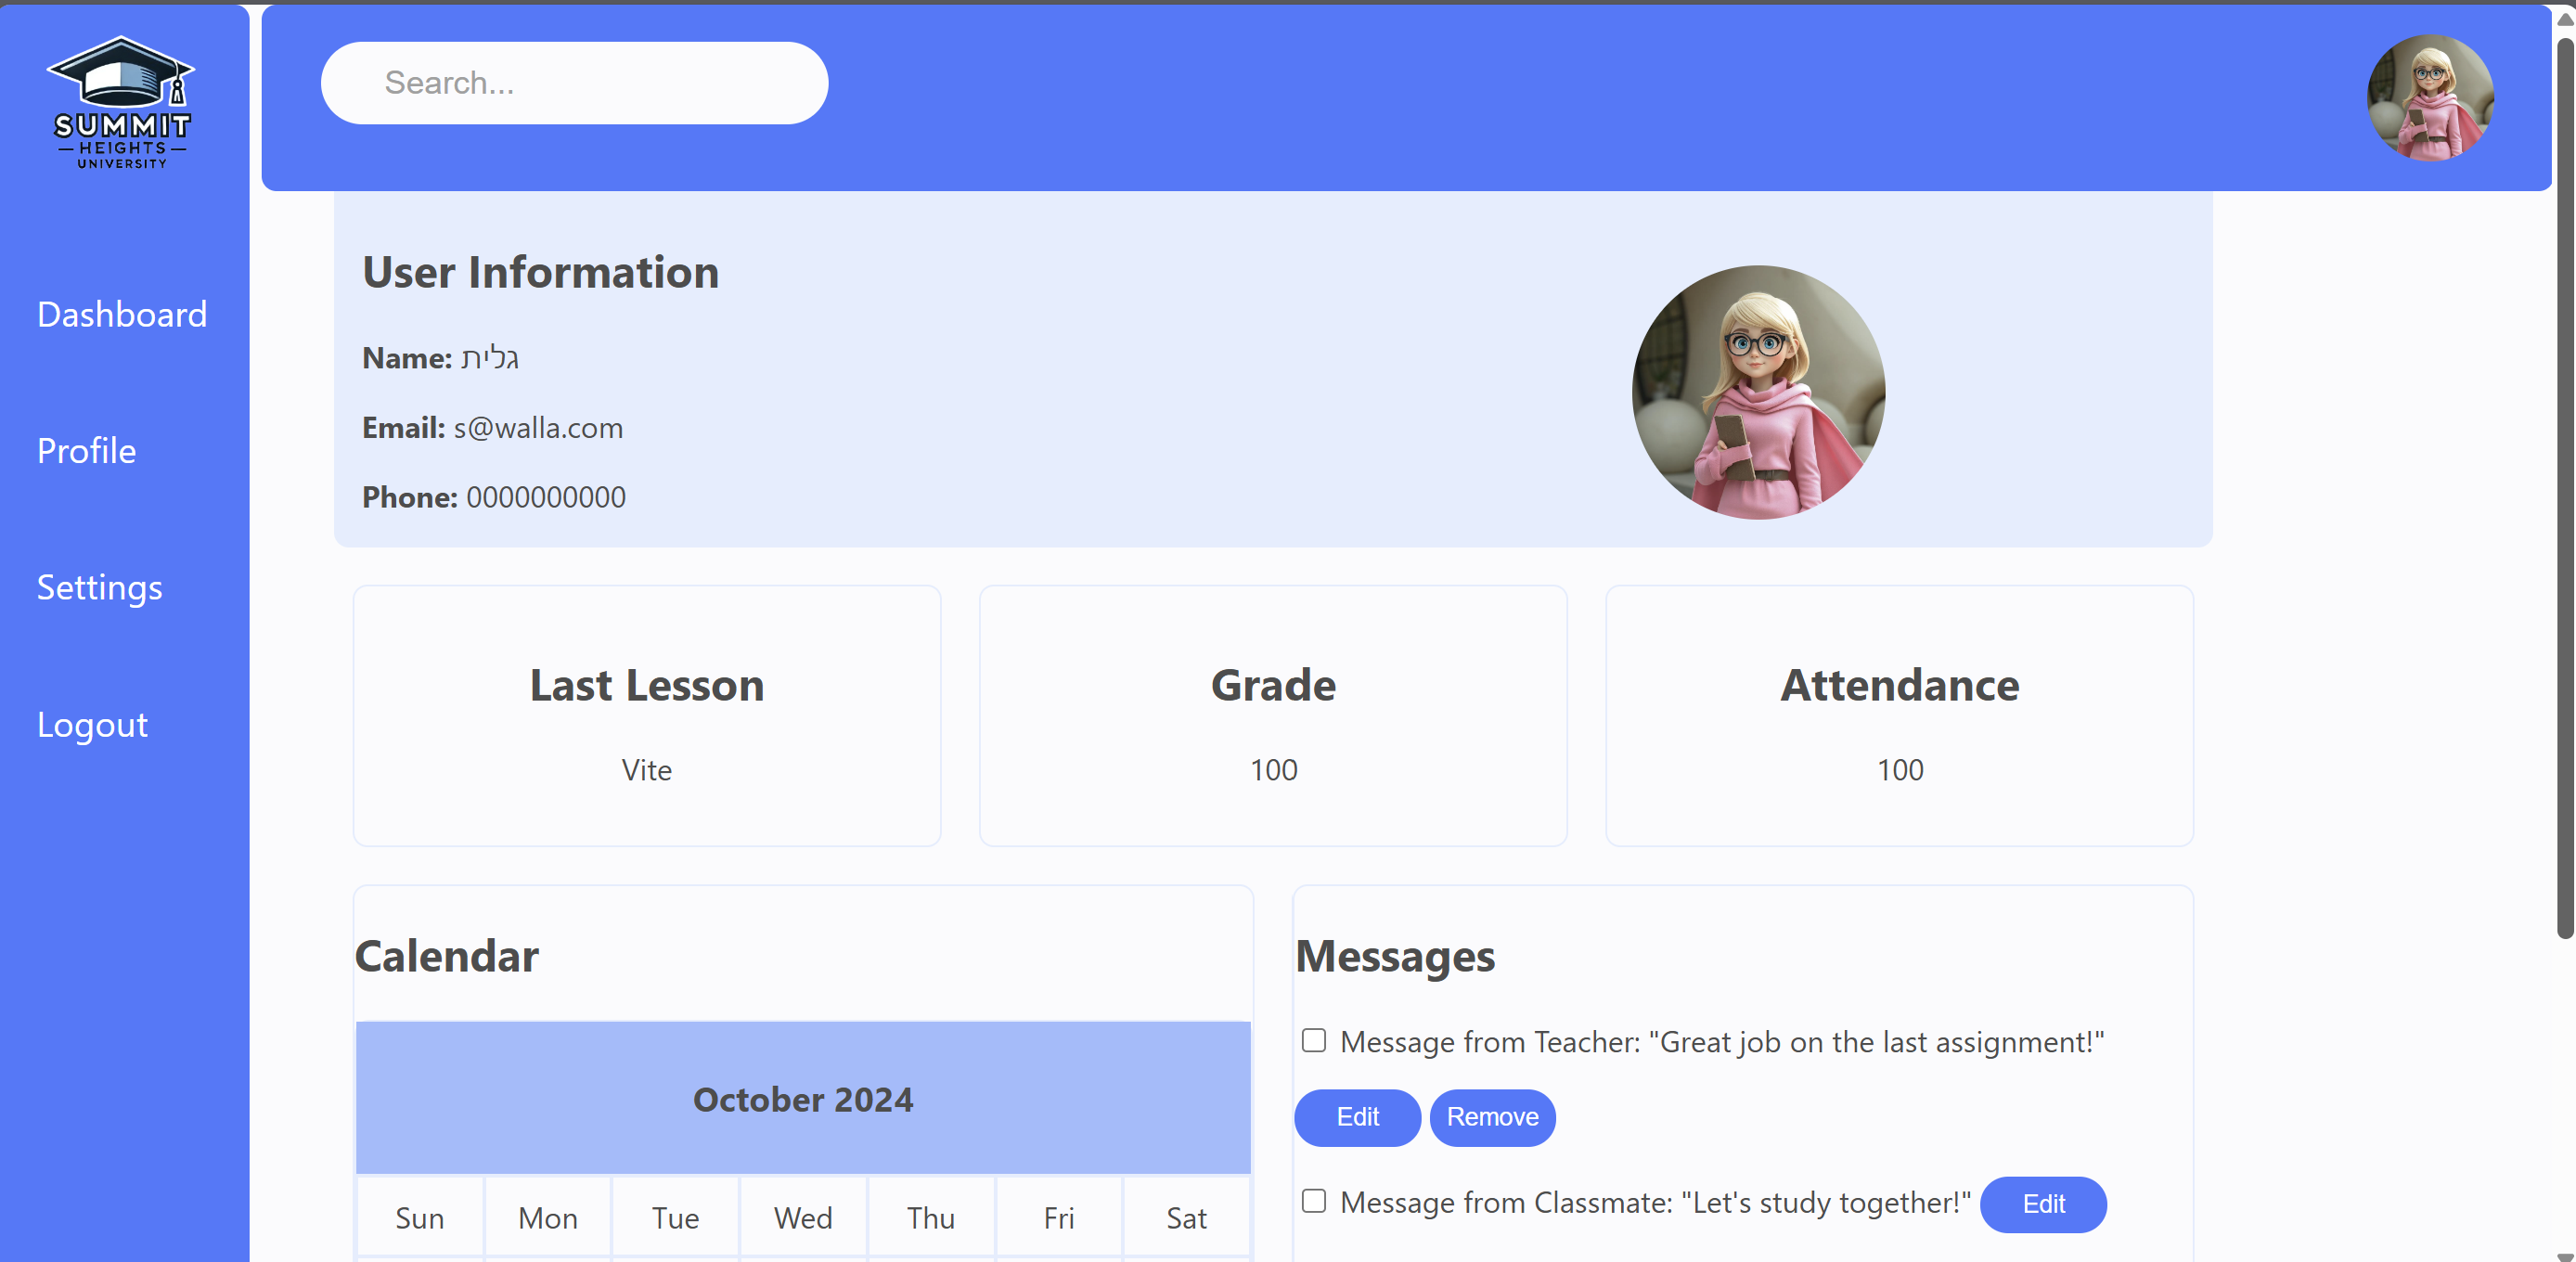 SUMMIT
HEIGHTS
UNIVERSITY
Search...
Dashboard
Profile
Settings
Logout
User Information
Name: גלית
Email: s@walla.com
Phone: 0000000000
Last Lesson
Vite
Grade
100
Attendance
100
Calendar
October 2024
Sun Mon Tue Wed Thu Fri Sat
Messages
Message from Teacher: "Great job on the last assignment!"
Edit Remove
Message from Classmate: "Let's study together!" Edit